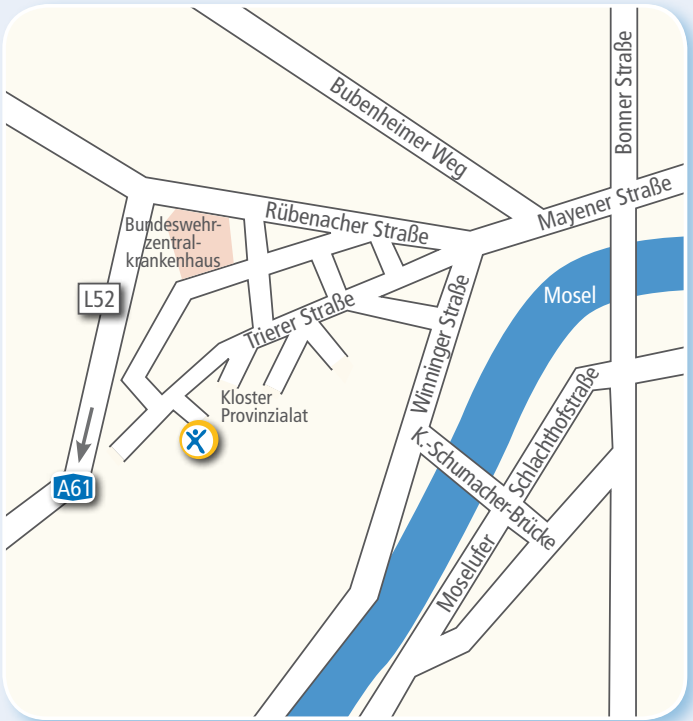 Bonner Straße
Bubenheimer Weg
Mayener Straße
Rübenacher Straße
Bundeswehr-
zentral-
krankenhaus
L52
Mosel
Trierer Straße
Winninger Straße
Kloster
Provinzialat
Schlachthofstraße
K.-Schumacher-Brücke
A61
Moselufer